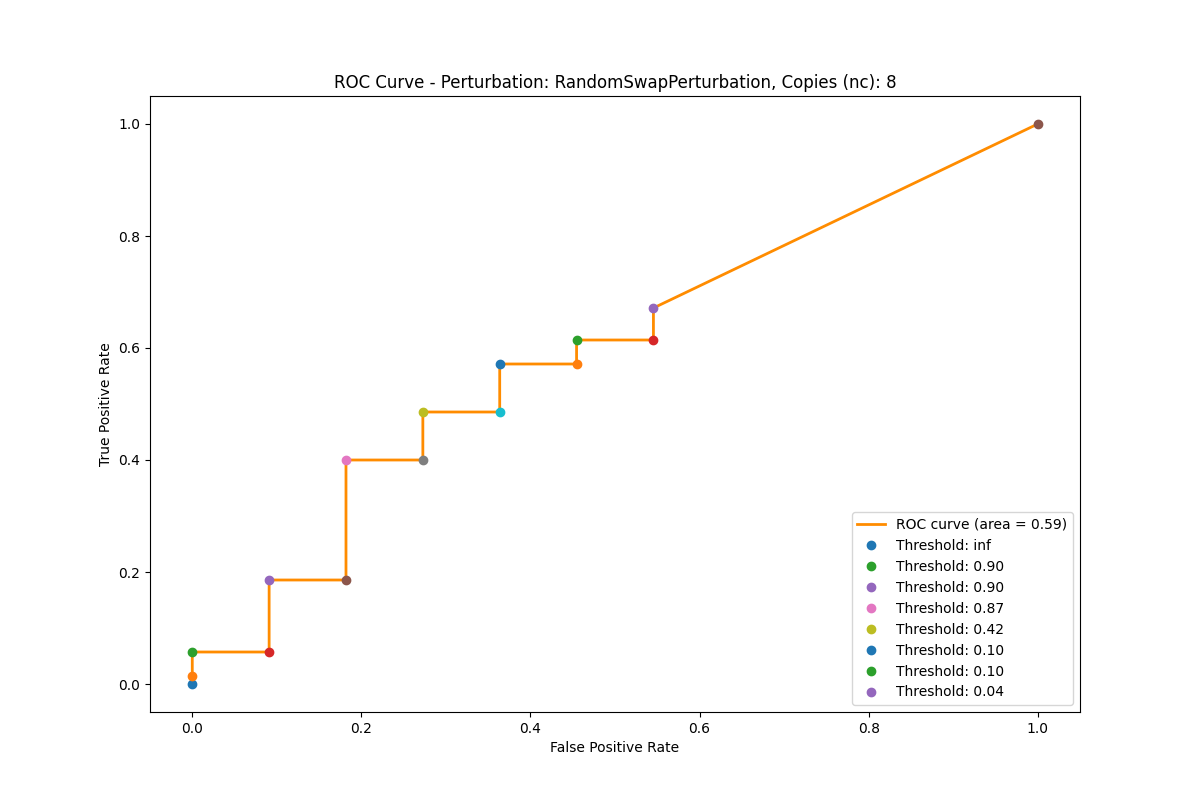 ROC Curve - Perturbation: RandomSwapPerturbation, Copies (nc): 8
1.0
0.8
0.6
0.4
0.2
0.0
True Positive Rate
ROC curve (area = 0.59)
Threshold: inf
Threshold: 0.90
Threshold: 0.90
Threshold: 0.87
Threshold: 0.42
Threshold: 0.10
Threshold: 0.10
Threshold: 0.04
0.0 0.2 0.4 0.6 0.8 1.0
False Positive Rate